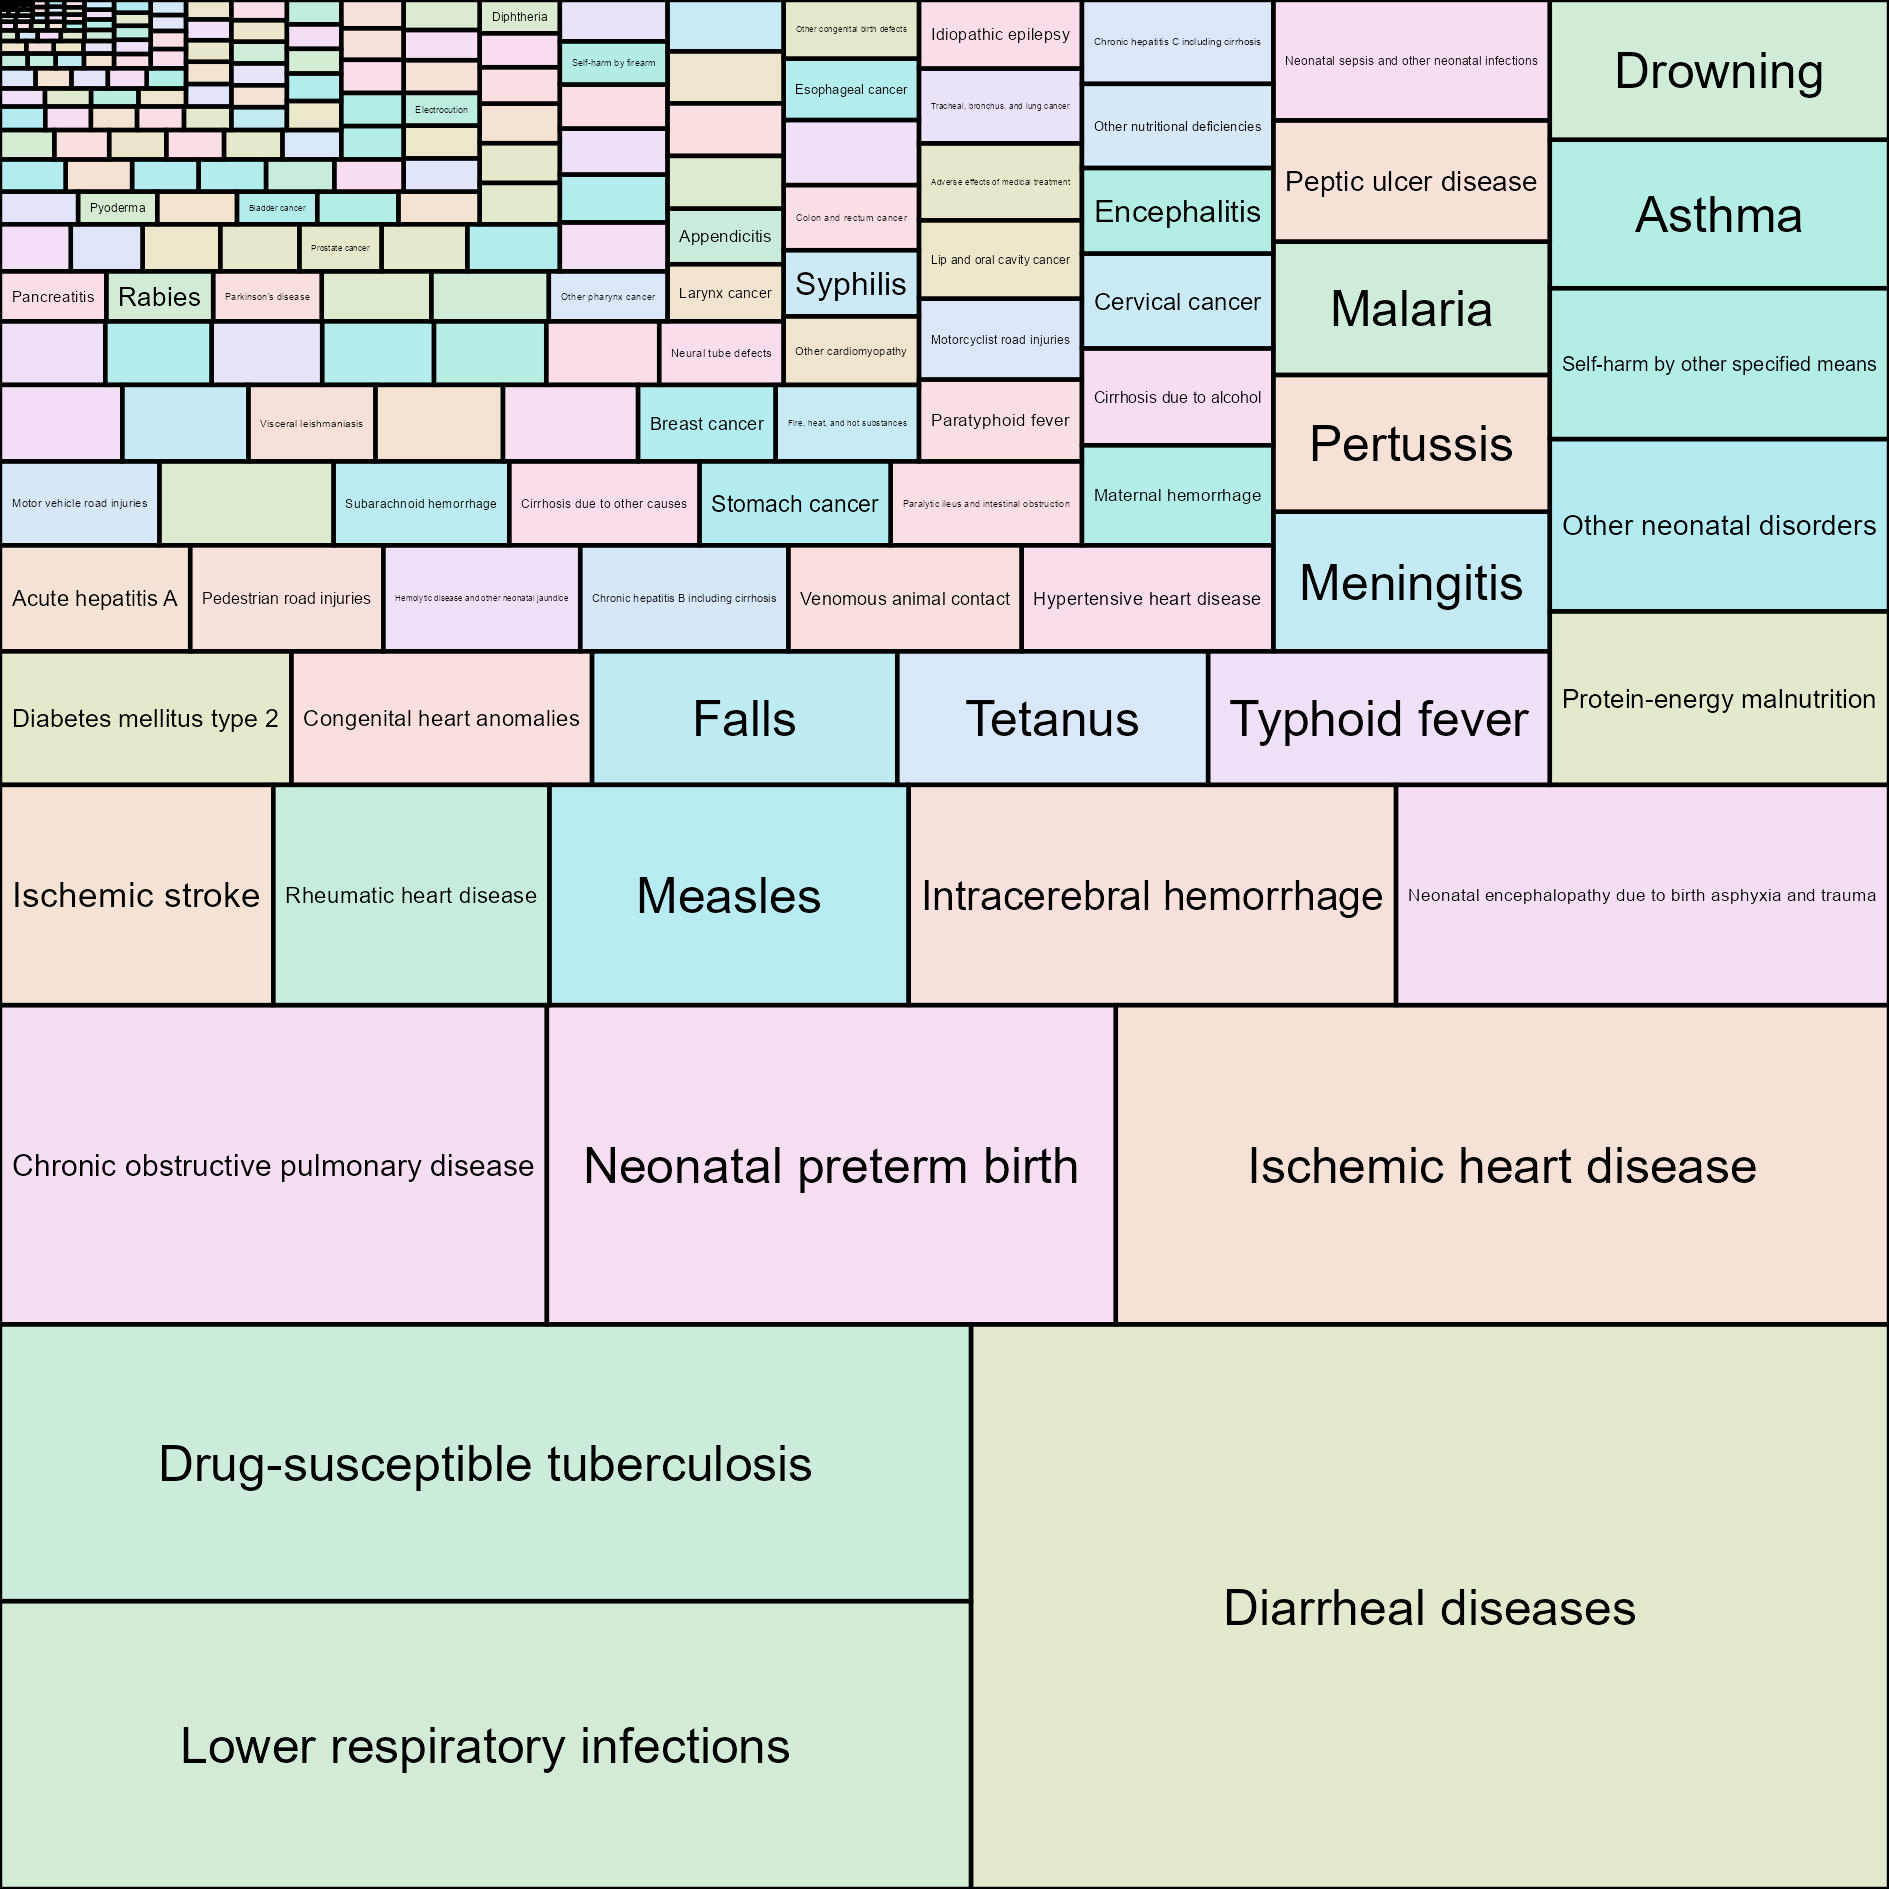 Diphtheria
Other congenital birth defects
Idiopathic epilepsy
Chronic hepatitis C including cirrhosis
Neonatal sepsis and other neonatal infections
Drowning
Self-harm by firearm
Esophageal cancer
Tracheal, bronchus, and lung cancer
Electrocution
Other nutritional deficiencies
Adverse effects of medical treatment
Peptic ulcer disease
Asthma
Pyoderma
Bladder cancer
Colon and rectum cancer
Encephalitis
Prostate cancer
Appendicitis
Lip and oral cavity cancer
Pancreatitis
Rabies
Parkinson's disease
Other pharynx cancer
Larynx cancer
Syphilis
Cervical cancer
Malaria
Neural tube defects
Other cardiomyopathy
Motorcyclist road injuries
Self-harm by other specified means
Visceral leishmaniasis
Breast cancer
Fire, heat, and hot substances
Paratyphoid fever
Cirrhosis due to alcohol
Pertussis
Motor vehicle road injuries
Subarachnoid hemorrhage
Cirrhosis due to other causes
Stomach cancer
Paralytic ileus and intestinal obstruction
Maternal hemorrhage
Other neonatal disorders
Acute hepatitis A
Pedestrian road injuries
Hemolytic disease and other neonatal jaundice
Chronic hepatitis B including cirrhosis
Venomous animal contact
Hypertensive heart disease
Meningitis
Diabetes mellitus type 2
Congenital heart anomalies
Falls
Tetanus
Typhoid fever
Protein-energy malnutrition
Ischemic stroke
Rheumatic heart disease
Measles
Intracerebral hemorrhage
Neonatal encephalopathy due to birth asphyxia and trauma
Chronic obstructive pulmonary disease
Neonatal preterm birth
Ischemic heart disease
Drug-susceptible tuberculosis
Diarrheal diseases
Lower respiratory infections